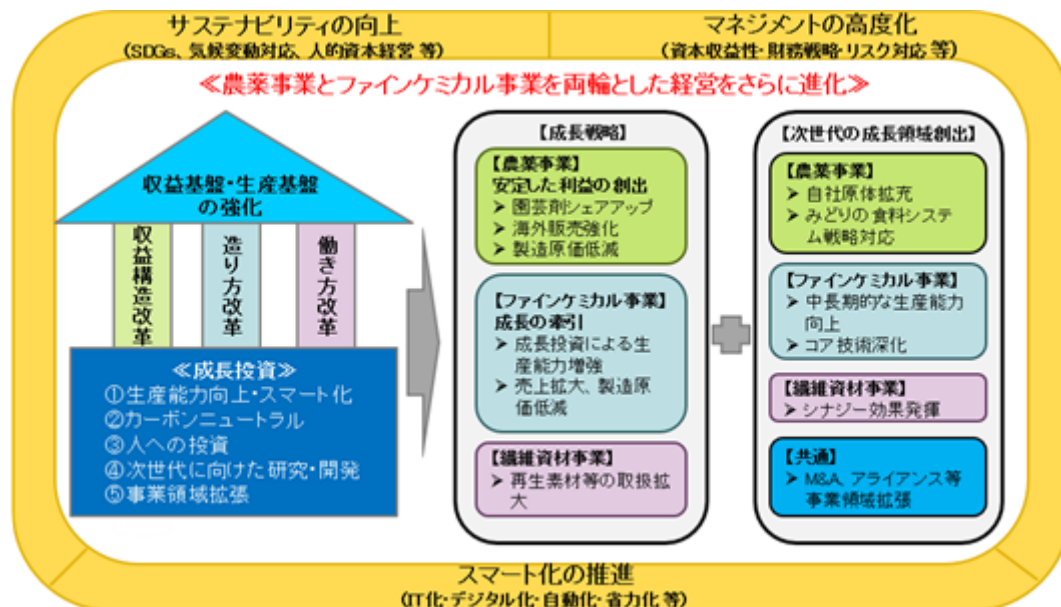 サステナビリティの向上
(SDGs、気候変動対応、人的資本経営 等)
マネジメントの高度化
(資本収益性・財務戦略・リスク対応 等)
≪農薬事業とファインケミカル事業を両輪とした経営をさらに進化≫
収益基盤・生産基盤
の強化
収益構造改革
造り方改革
働き方改革
≪成長投資≫
①生産能力向上・スマート化
②カーボンニュートラル
③人への投資
④次世代に向けた研究・開発
⑤事業領域拡張
【成長戦略】
【農薬事業】
安定した利益の創出
➢ 園芸剤シェアアップ
➢ 海外販売強化
➢ 製造原価低減
【ファインケミカル事業】
成長の牽引
➢ 成長投資による生
産能力増強
➢ 売上拡大、製造原
価低減
【繊維資材事業】
➢ 再生素材等の取扱拡
大
【次世代の成長領域創出】
【農薬事業】
➢ 自社原体拡充
➢ みどりの食料システ
ム戦略対応
【ファインケミカル事業】
➢ 中長期的な生産能力
向上
➢ コア技術深化
【繊維資材事業】
➢ シナジー効果発揮
【共通】
➢ M&A、アライアンス等
事業領域拡張
スマート化の推進
(IT化・デジタル化・自動化・省力化 等)